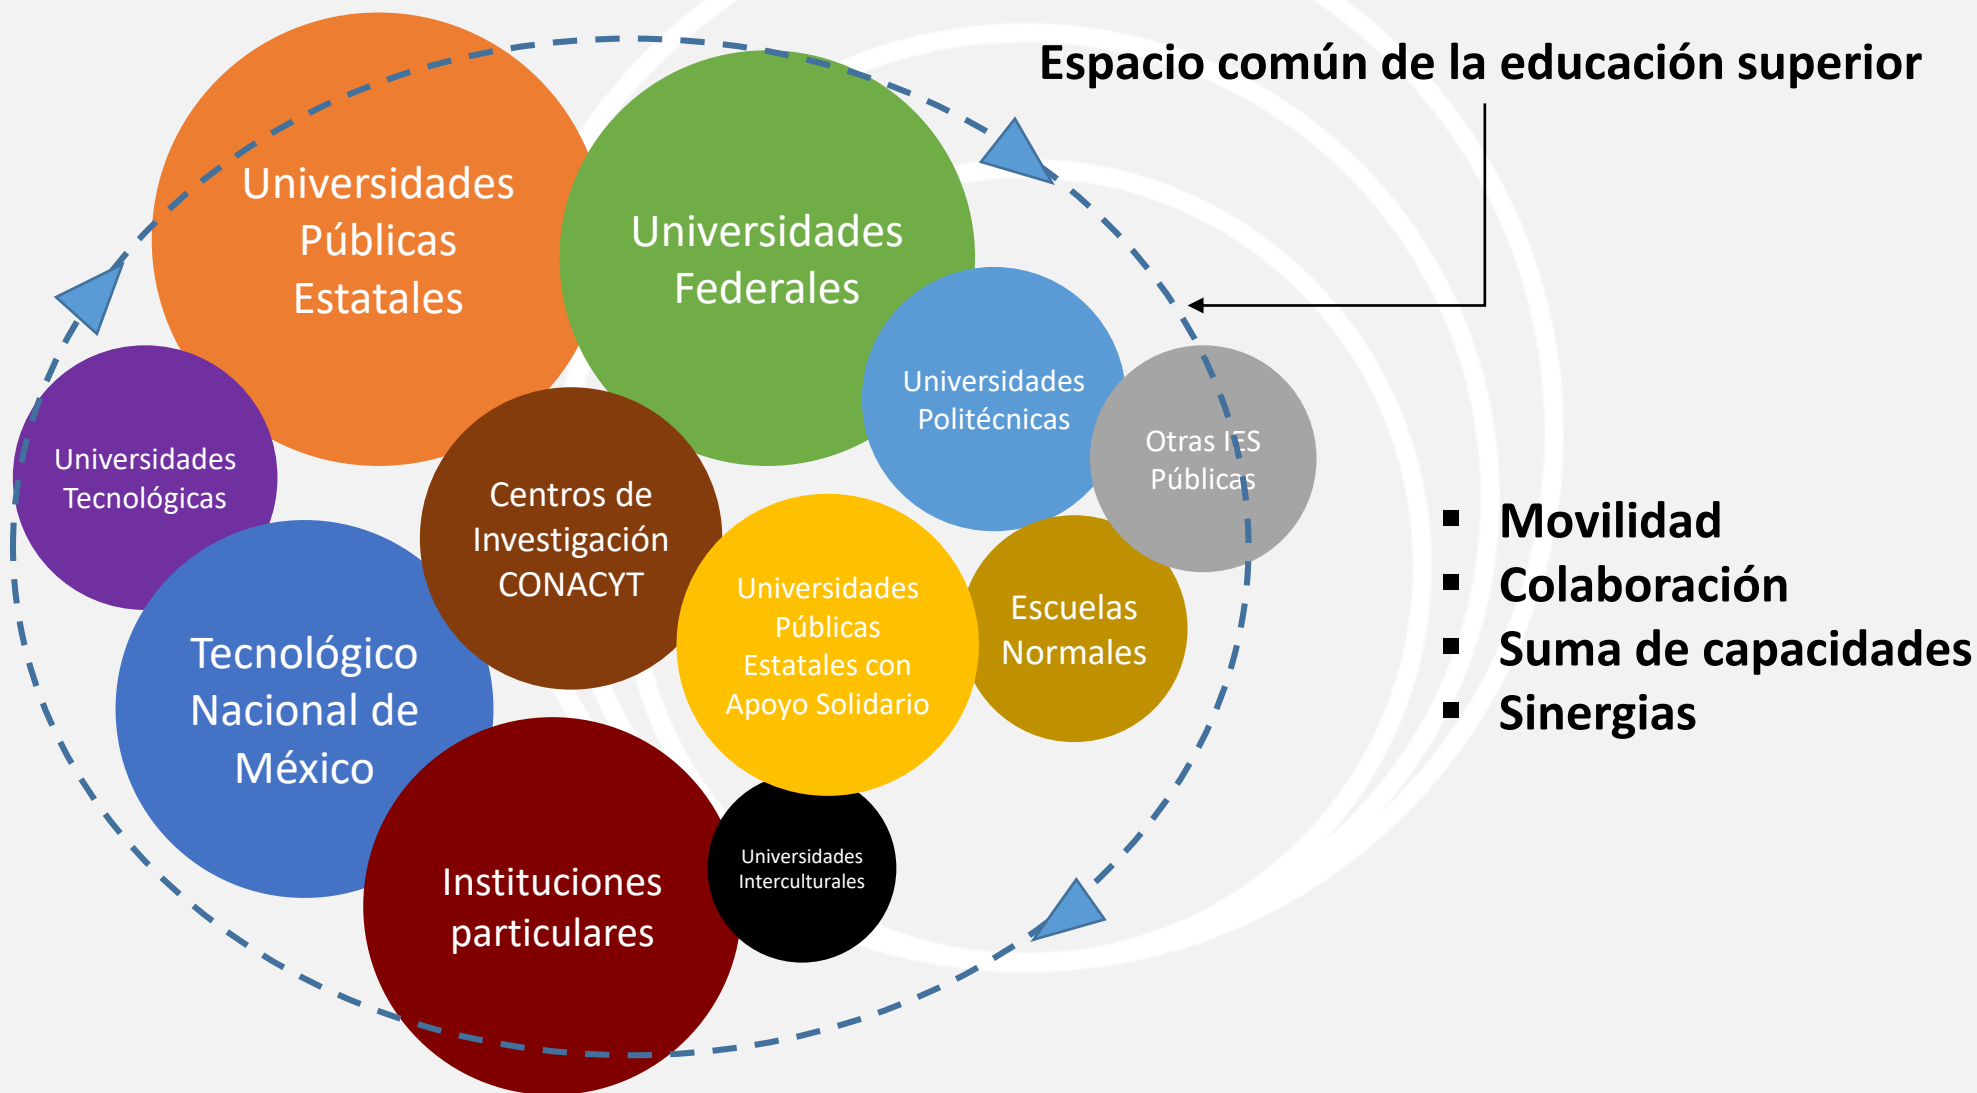 Espacio común de la educación superior
Universidades
Públicas
Estatales
Universidades
Federales
Universidades
Politécnicas
Otras IES
Públicas
Universidades
Tecnológicas
Centros de
Investigación
CONACYT
Universidades
Públicas
Estatales con
Apoyo Solidario
Escuelas
Normales
Tecnológico
Nacional de
México
Instituciones
particulares
Universidades
Interculturales
▪ Movilidad
▪ Colaboración
▪ Suma de capacidades
▪ Sinergias